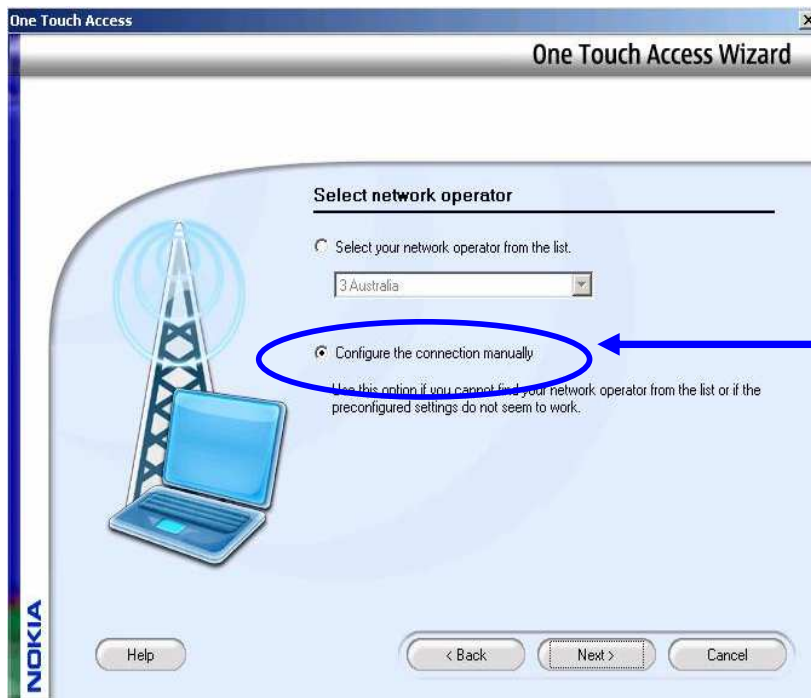 One Touch Access
One Touch Access Wizard
Select network operator
Select your network operator from the list.
3 Australia
Configure the connection manually
Use this option if you cannot find your network operator from the list or if the
preconfigured settings do not seem to work.
NOKIA
Help
< Back
Next >
Cancel